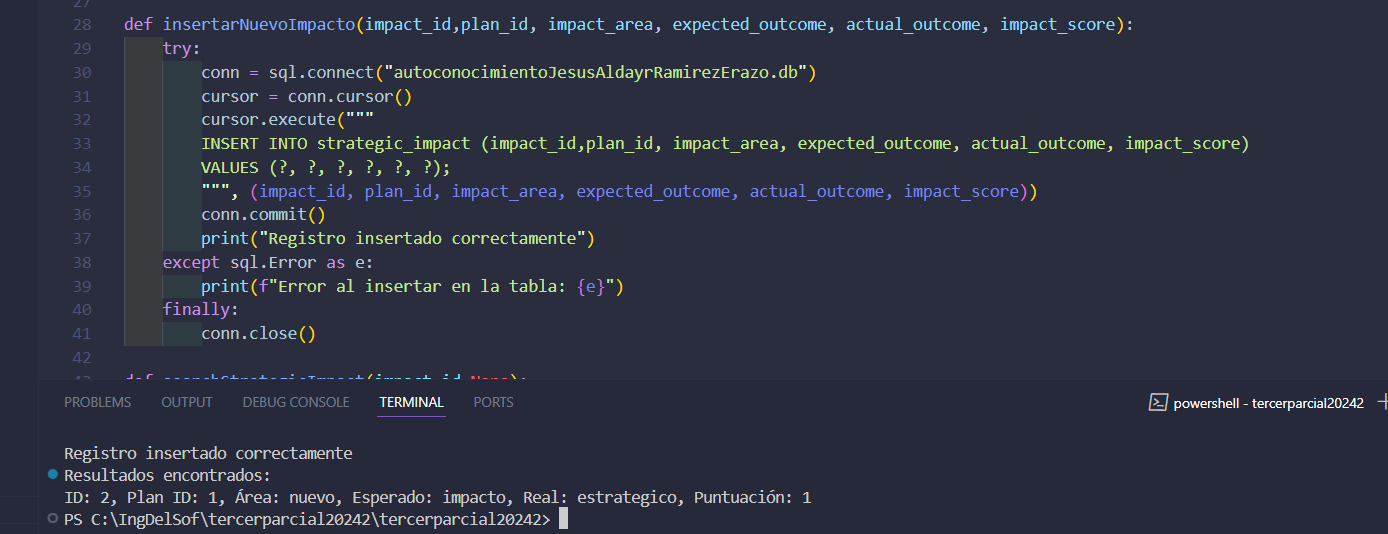 27
28 def insertarNuevoImpacto(impact_id,plan_id, impact_area, expected_outcome, actual_outcome, impact_score):
29 try:
30 conn = sql.connect("autoconocimientoJesusAldayrRamirezErazo.db")
31 cursor = conn.cursor()
32 cursor.execute("""
33 INSERT INTO strategic_impact (impact_id,plan_id, impact_area, expected_outcome, actual_outcome, impact_score)
34 VALUES (?, ?, ?, ?, ?, ?);
35 """, (impact_id, plan_id, impact_area, expected_outcome, actual_outcome, impact_score))
36 conn.commit()
37 print("Registro insertado correctamente")
38 except sql.Error as e:
39 print(f"Error al insertar en la tabla: {e}")
40 finally:
41 conn.close()
42
PROBLEMS OUTPUT DEBUG CONSOLE TERMINAL PORTS powershell - tercerparcial20242
Registro insertado correctamente
Resultados encontrados:
ID: 2, Plan ID: 1, Área: nuevo, Esperado: impacto, Real: estrategico, Puntuación: 1
PS C:\IngDelSof\tercerparcial20242\tercerparcial20242>